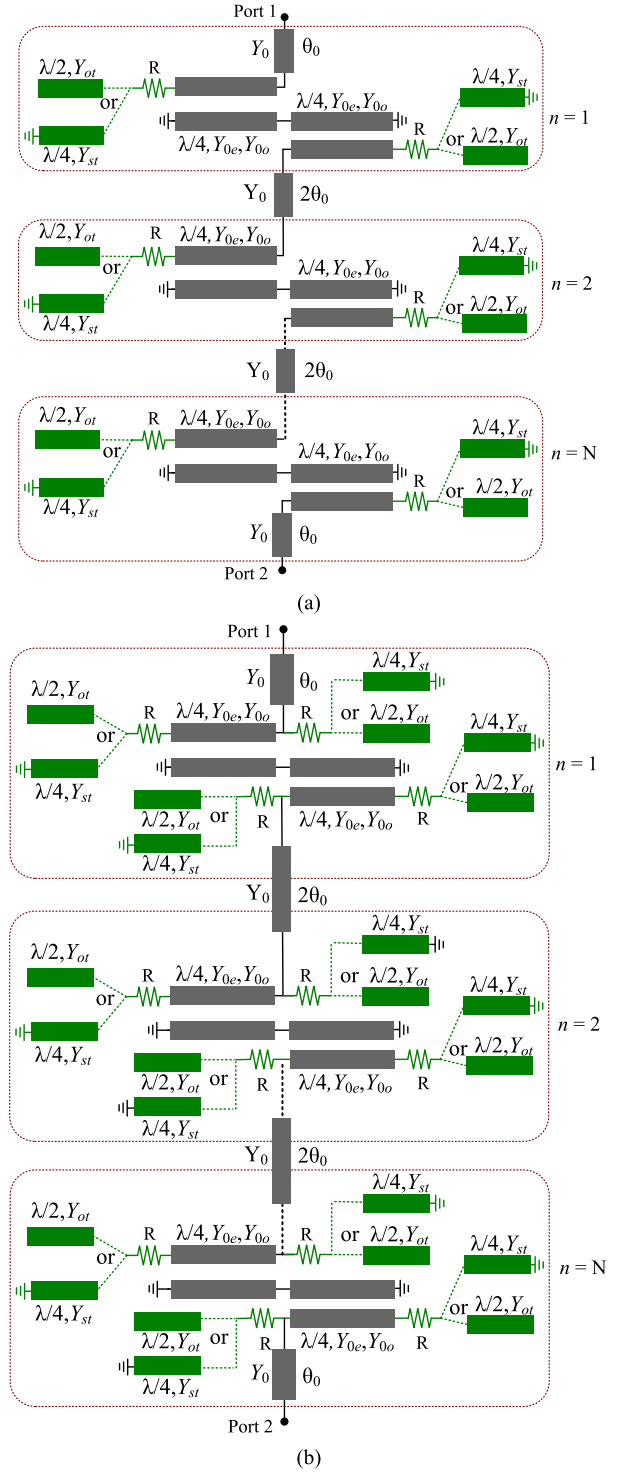 Port 1
Y₀ θ₀
λ/2,Yₒₜ
or
R
λ/4,Yₛₜ
λ/4,Y₀ₑ,Y₀ₒ
λ/4,Y₀ₑ,Y₀ₒ
λ/4,Yₛₜ
R
or
λ/2,Yₒₜ
n = 1
Y₀ 2θ₀
λ/2,Yₒₜ
or
R
λ/4,Yₛₜ
λ/4,Y₀ₑ,Y₀ₒ
λ/4,Y₀ₑ,Y₀ₒ
λ/4,Yₛₜ
R
or
λ/2,Yₒₜ
n = 2
Y₀ 2θ₀
λ/2,Yₒₜ
or
R
λ/4,Yₛₜ
λ/4,Y₀ₑ,Y₀ₒ
λ/4,Y₀ₑ,Y₀ₒ
λ/4,Yₛₜ
R
or
λ/2,Yₒₜ
n = N
Y₀ θ₀
Port 2
(a)
Port 1
Y₀ θ₀
λ/4,Yₛₜ
λ/2,Yₒₜ
or
R
λ/4,Y₀ₑ,Y₀ₒ
R
or
λ/2,Yₒₜ
λ/4,Yₛₜ
λ/4,Yₛₜ
n = 1
λ/2,Yₒₜ
or
λ/4,Yₛₜ
R
λ/4,Y₀ₑ,Y₀ₒ
R
or
λ/2,Yₒₜ
Y₀ 2θ₀
λ/4,Yₛₜ
λ/2,Yₒₜ
or
R
λ/4,Y₀ₑ,Y₀ₒ
R
or
λ/2,Yₒₜ
λ/4,Yₛₜ
λ/4,Yₛₜ
n = 2
λ/2,Yₒₜ
or
λ/4,Yₛₜ
R
λ/4,Y₀ₑ,Y₀ₒ
R
or
λ/2,Yₒₜ
Y₀ 2θ₀
λ/4,Yₛₜ
λ/2,Yₒₜ
or
R
λ/4,Y₀ₑ,Y₀ₒ
R
or
λ/2,Yₒₜ
λ/4,Yₛₜ
λ/4,Yₛₜ
n = N
λ/2,Yₒₜ
or
λ/4,Yₛₜ
R
λ/4,Y₀ₑ,Y₀ₒ
R
or
λ/2,Yₒₜ
Y₀ θ₀
Port 2
(b)